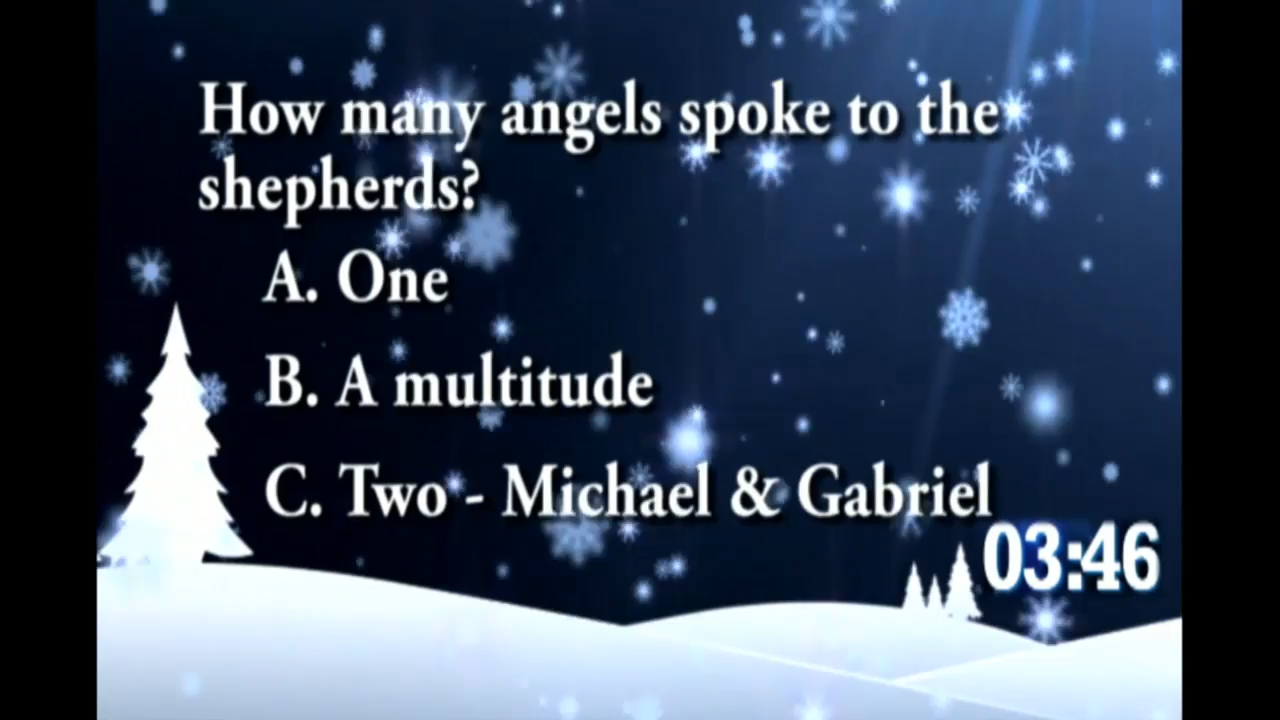 How many angels spoke to the
shepherds?
A. One
B. A multitude
C. Two - Michael & Gabriel
03:46